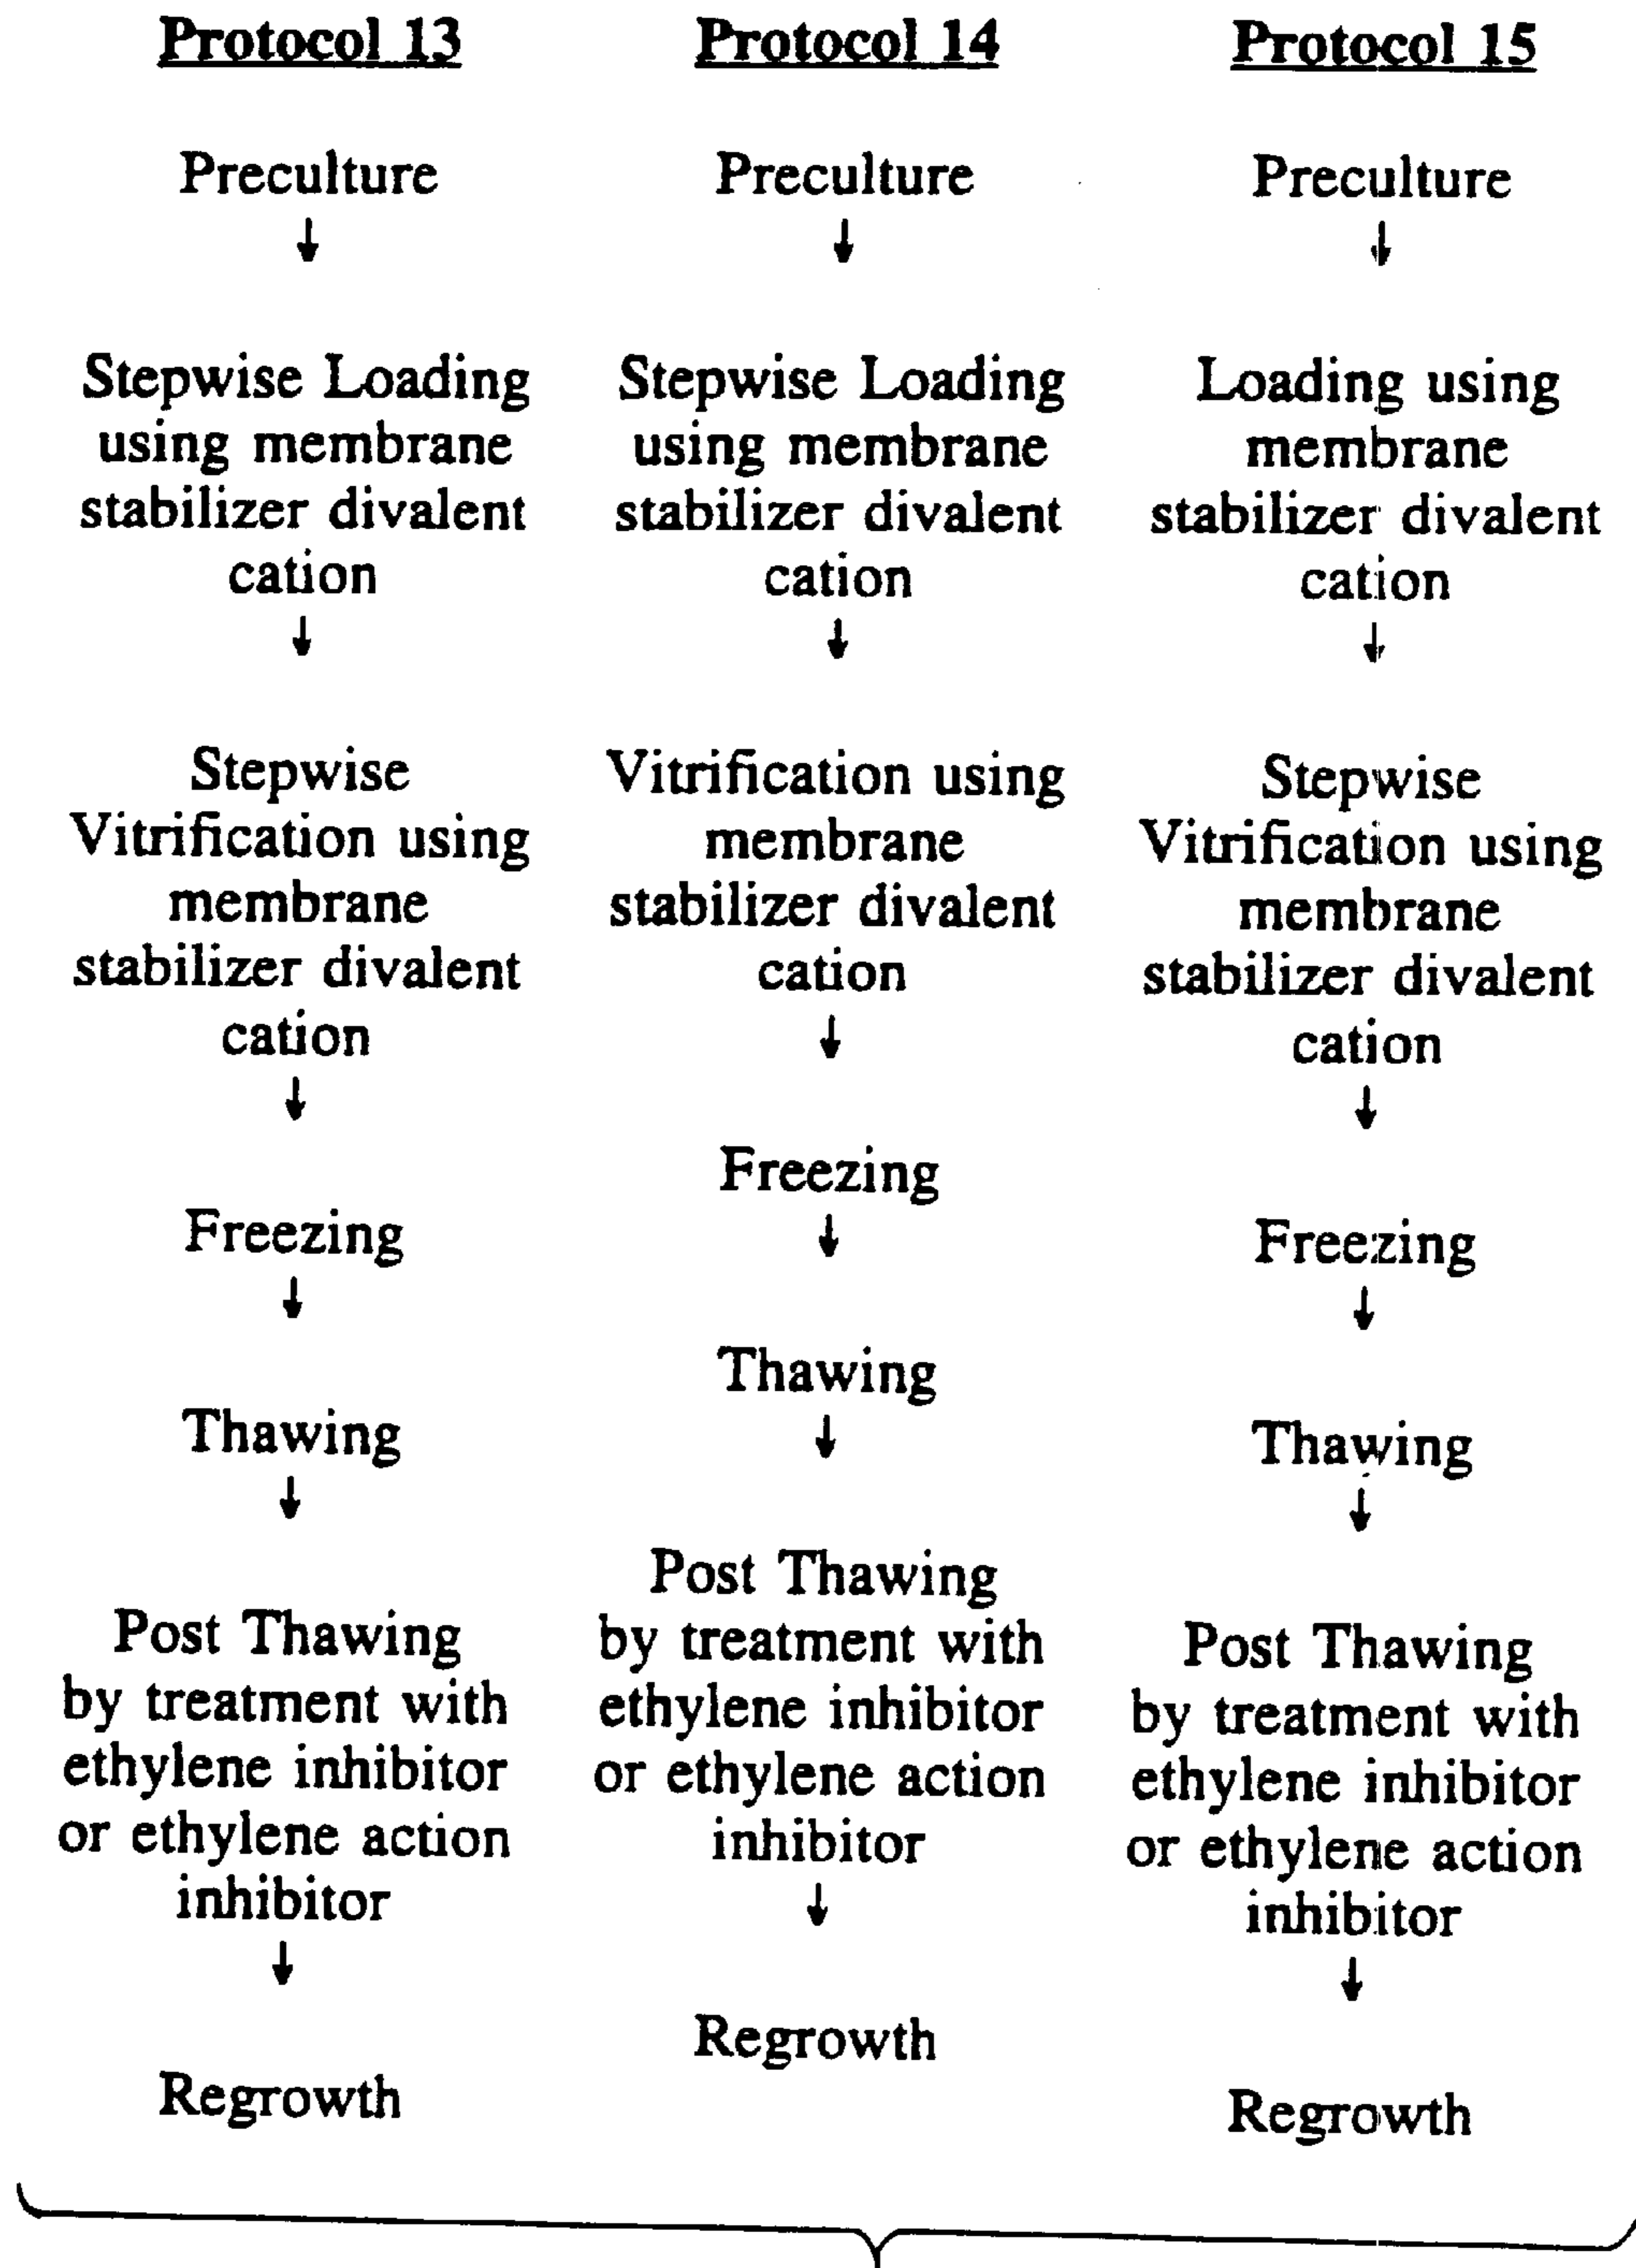 Protocol 13
Preculture
↓
Stepwise Loading
using membrane
stabilizer divalent
cation
↓
Stepwise
Vitrification using
membrane
stabilizer divalent
cation
↓
Freezing
↓
Thawing
↓
Post Thawing
by treatment with
ethylene inhibitor
or ethylene action
inhibitor
↓
Regrowth
Protocol 14
Preculture
↓
Stepwise Loading
using membrane
stabilizer divalent
cation
↓
Vitrification using
membrane
stabilizer divalent
cation
↓
Freezing
↓
Thawing
↓
Post Thawing
by treatment with
ethylene inhibitor
or ethylene action
inhibitor
↓
Regrowth
Protocol 15
Preculture
↓
Loading using
membrane
stabilizer divalent
cation
↓
Stepwise
Vitrification using
membrane
stabilizer divalent
cation
↓
Freezing
↓
Thawing
↓
Post Thawing
by treatment with
ethylene inhibitor
or ethylene action
inhibitor
↓
Regrowth